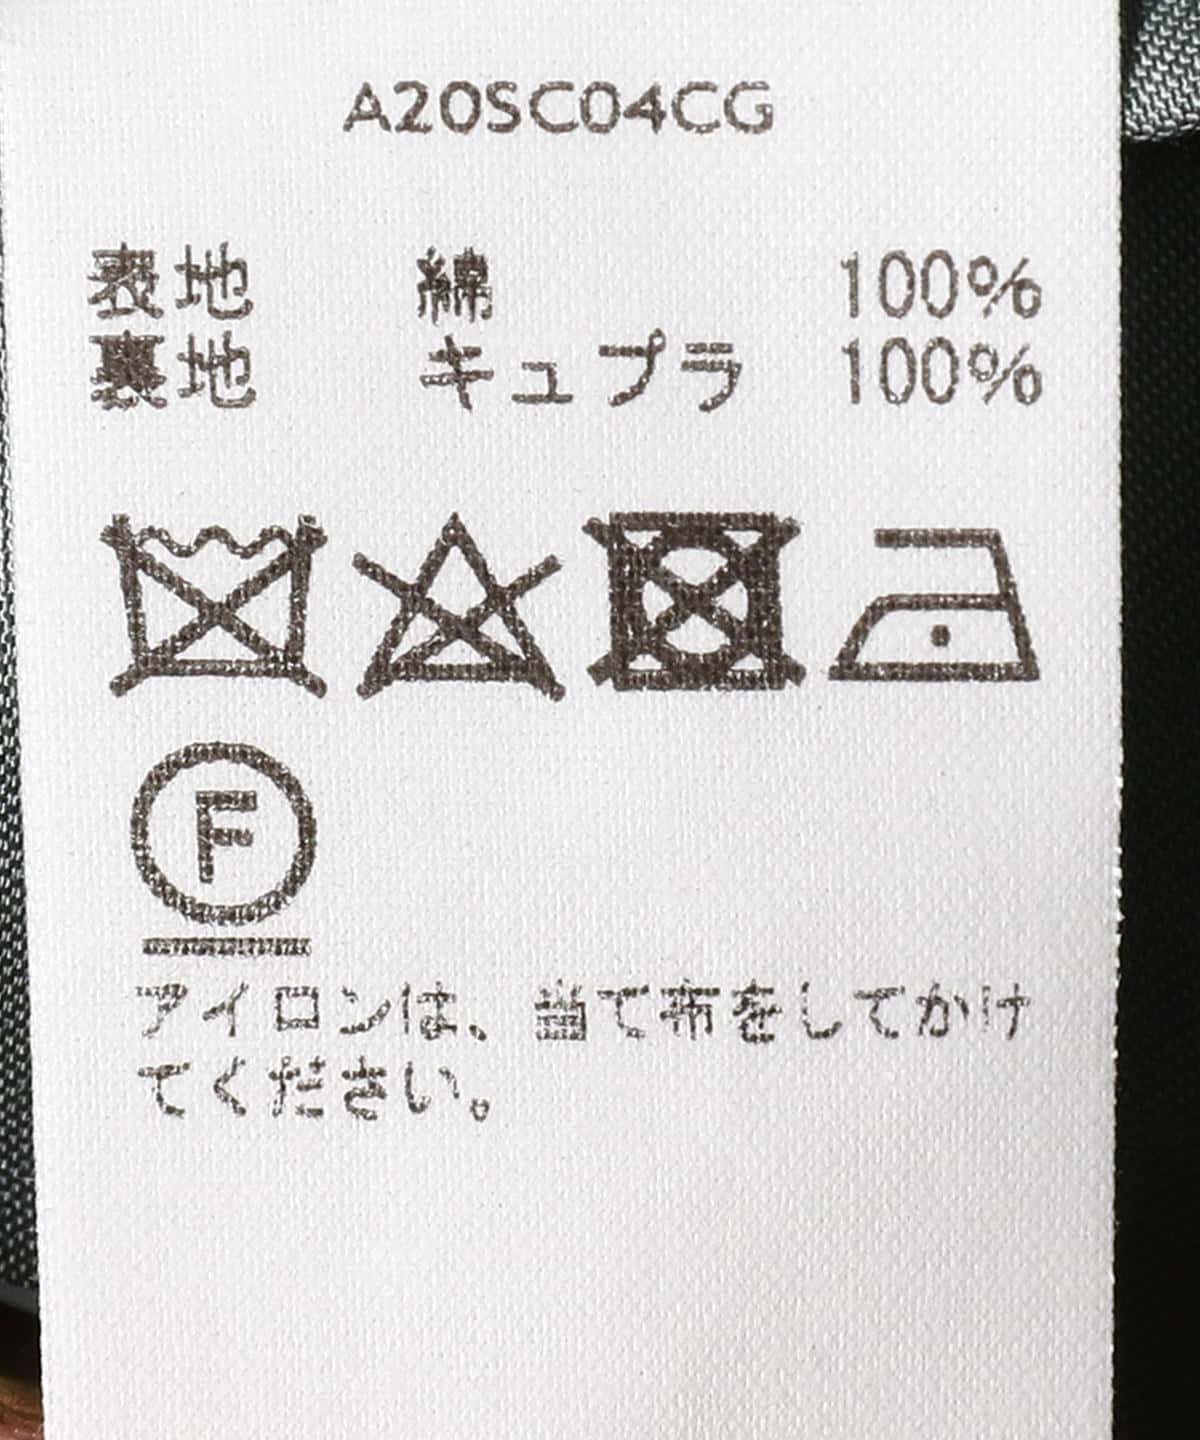 A20SC04CG
表地 綿 100%
裏地 キュプラ 100%
F
アイロンは、当て布をしてかけ
てください。